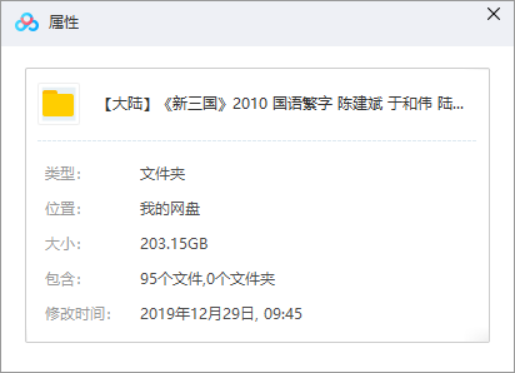 属性
【大陆】《新三国》2010 国语繁字 陈建斌 于和伟 陆...
类型： 文件夹
位置： 我的网盘
大小： 203.15GB
包含： 95个文件,0个文件夹
修改时间： 2019年12月29日, 09:45